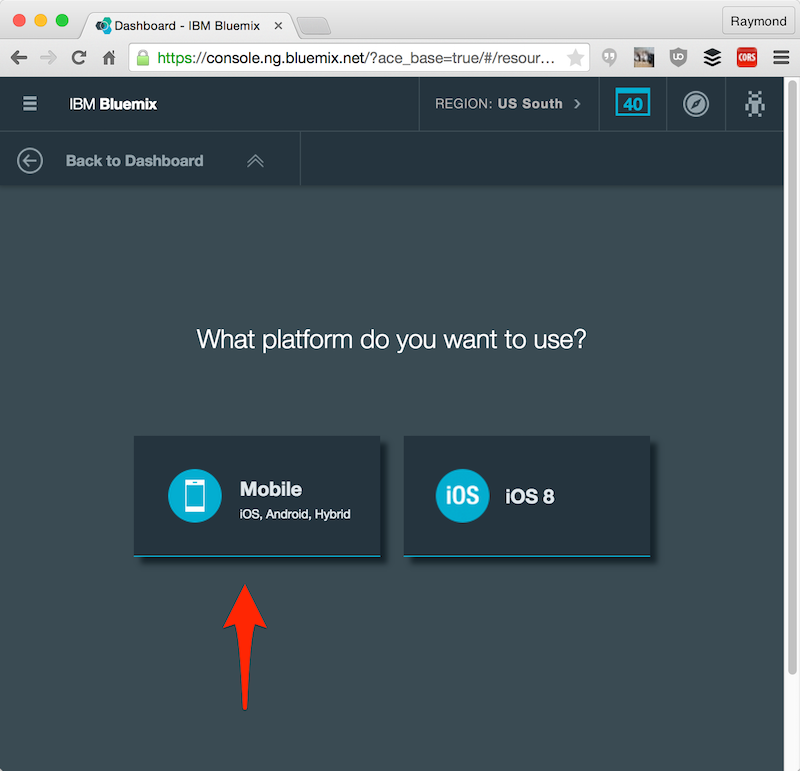 Dashboard - IBM Bluemix
Raymond
https://console.ng.bluemix.net/?ace_base=true/#/resour...
UD
CORS
IBM Bluemix
REGION: US South
40
Back to Dashboard
What platform do you want to use?
Mobile
iOS, Android, Hybrid
iOS
iOS 8